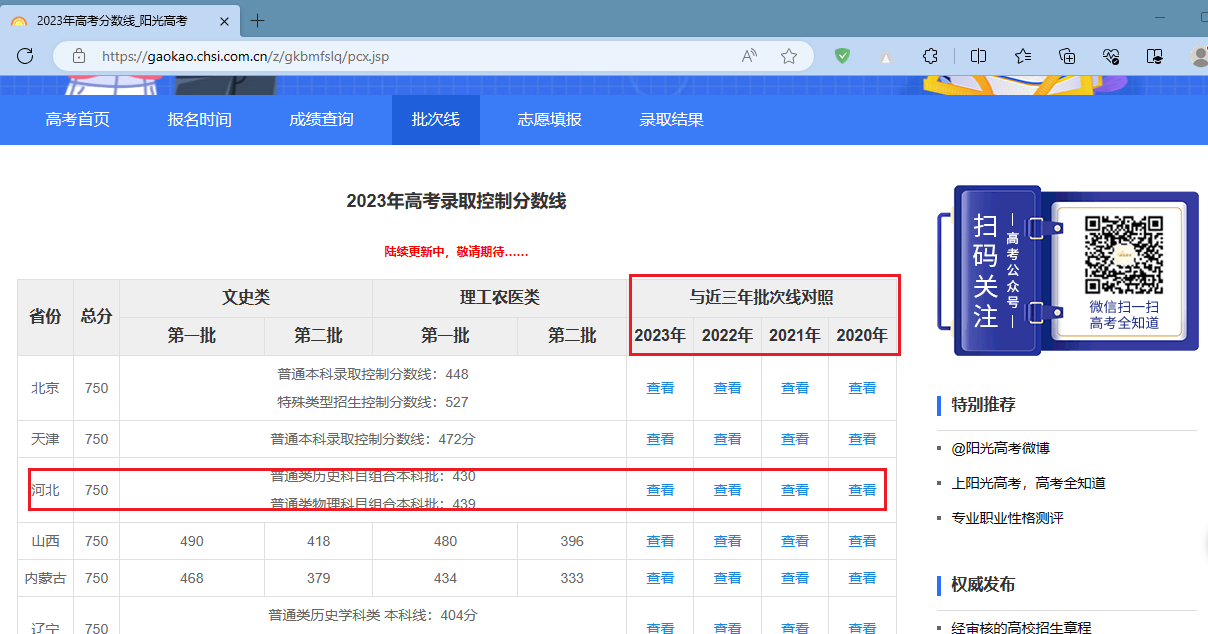 2023年高考分数线_阳光高考
https://gaokao.chsi.com.cn/z/gkbmfslq/pcx.jsp
高考首页 报名时间 成绩查询 批次线 志愿填报 录取结果
2023年高考录取控制分数线
陆续更新中，敬请期待……
省份 总分 文史类 理工农医类 与近三年批次线对照
第一批 第二批 第一批 第二批 2023年 2022年 2021年 2020年
北京 750 普通本科录取控制分数线：448 查看 查看 查看 查看
特殊类型招生控制分数线：527
天津 750 普通本科录取控制分数线：472分 查看 查看 查看 查看
河北 750 普通类历史科目组合本科批：430 查看 查看 查看 查看
普通类物理科目组合本科批：439
山西 750 490 418 480 396 查看 查看 查看 查看
内蒙古 750 468 379 434 333 查看 查看 查看 查看
辽宁 750 普通类历史学科类 本科线：404分 查看 查看 查看 查看
扫码关注
高考公众号
微信扫一扫
高考全知道
特别推荐
@阳光高考微博
上阳光高考，高考全知道
专业职业性格测评
权威发布
经审核的高校招生章程